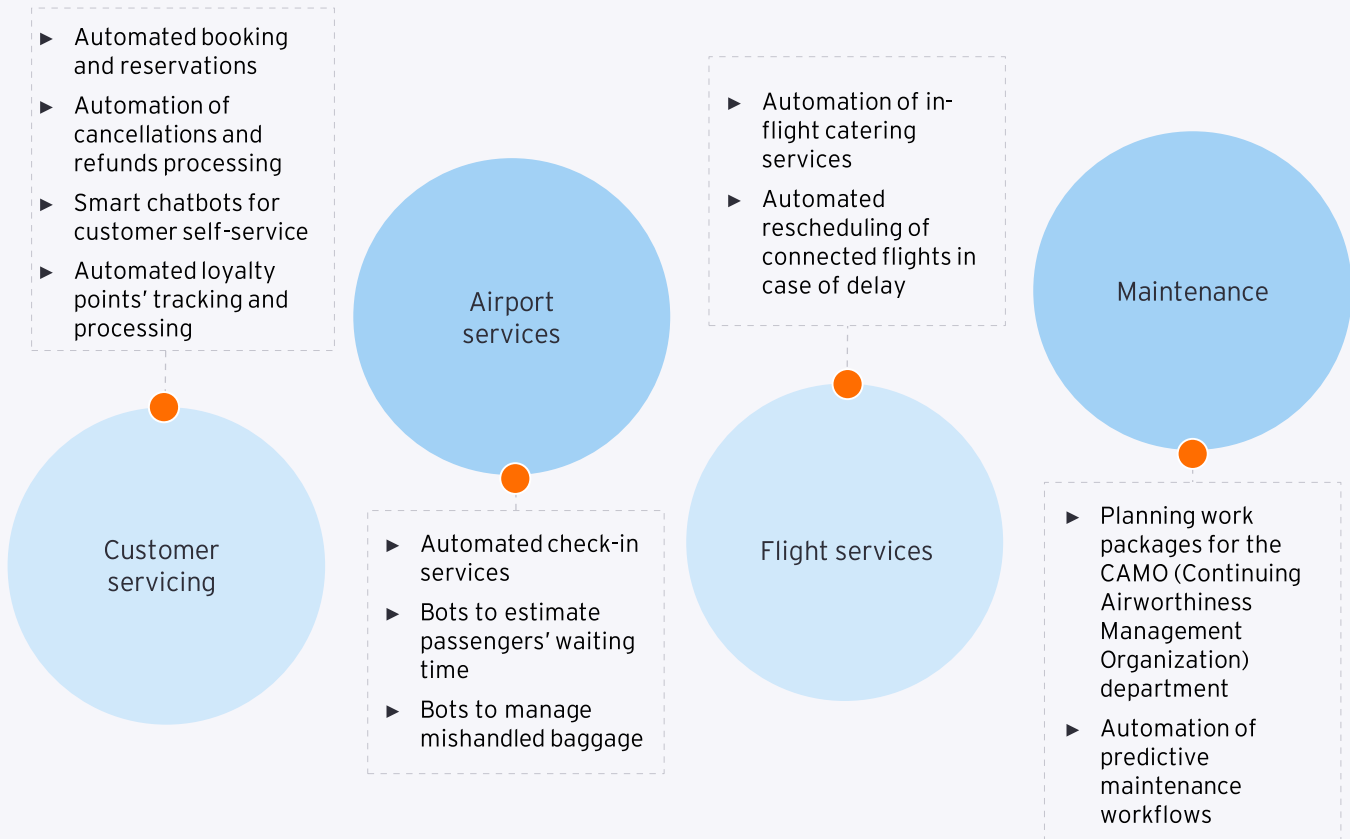 ► Automated booking
and reservations
► Automation of
cancellations and
refunds processing
► Smart chatbots for
customer self-service
► Automated loyalty
points’ tracking and
processing
Customer
servicing
Airport
services
► Automated check-in
services
► Bots to estimate
passengers’ waiting
time
► Bots to manage
mishandled baggage
► Automation of in-
flight catering
services
► Automated
rescheduling of
connected flights in
case of delay
Flight services
Maintenance
► Planning work
packages for the
CAMO (Continuing
Airworthiness
Management
Organization)
department
► Automation of
predictive
maintenance
workflows